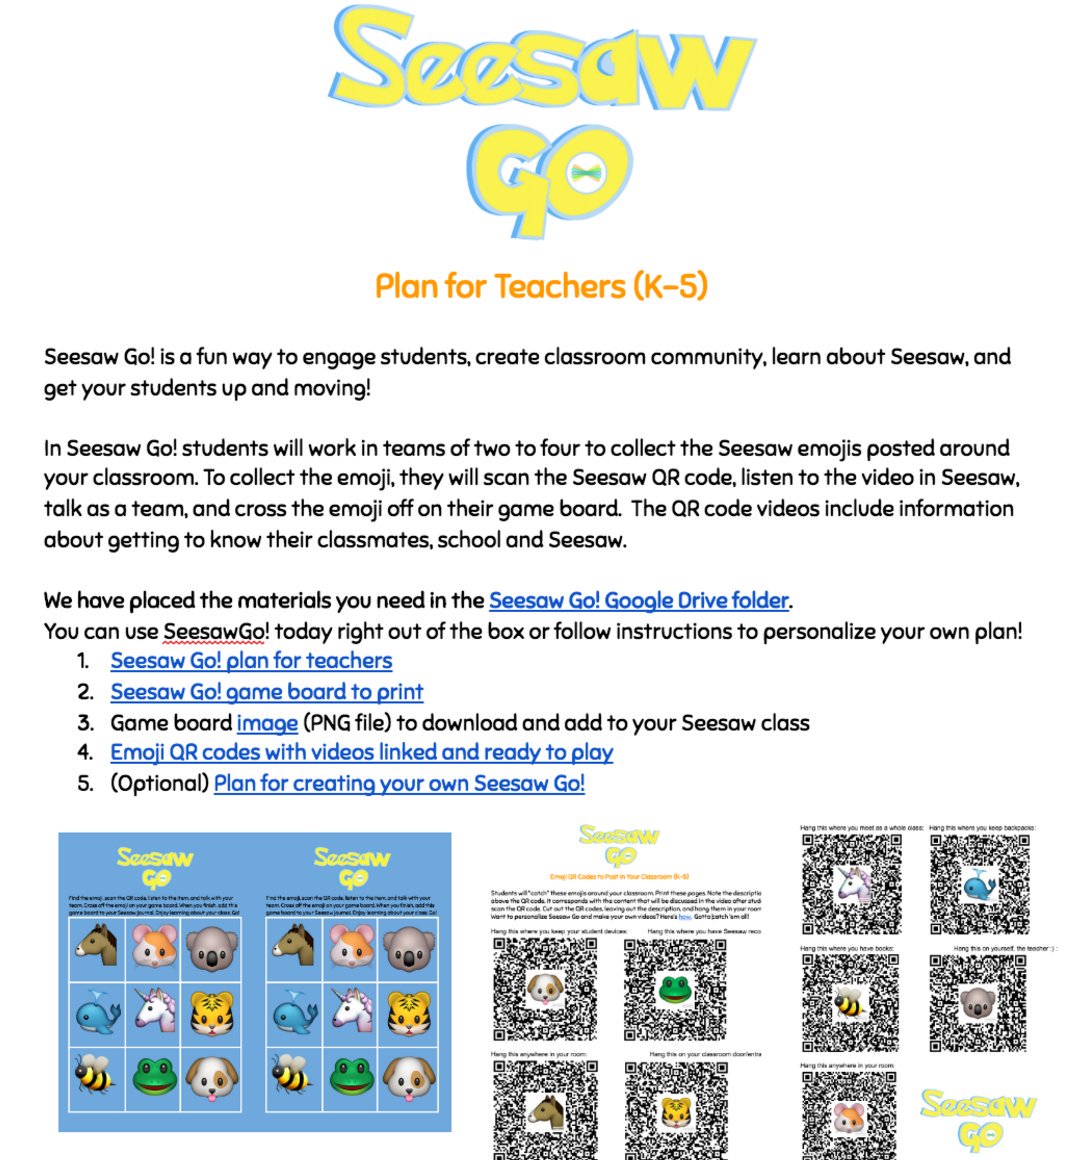 Seesaw
GO
Plan for Teachers (K-5)
Seesaw Go! is a fun way to engage students, create classroom community, learn about Seesaw, and
get your students up and moving!
In Seesaw Go! students will work in teams of two to four to collect the Seesaw emojis posted around
your classroom. To collect the emoji, they will scan the Seesaw QR code, listen to the video in Seesaw,
talk as a team, and cross the emoji off on their game board. The QR code videos include information
about getting to know their classmates, school and Seesaw.
We have placed the materials you need in the Seesaw Go! Google Drive folder.
You can use SeesawGo! today right out of the box or follow instructions to personalize your own plan!
1. Seesaw Go! plan for teachers
2. Seesaw Go! game board to print
3. Game board image (PNG file) to download and add to your Seesaw class
4. Emoji QR codes with videos linked and ready to play
5. (Optional) Plan for creating your own Seesaw Go!
Seesaw
GO
Find the emoji, scan the QR code, listen to the item, and talk with your
team. Cross off the emoji on your game board. When you finish, add this
game board to your Seesaw journal. Enjoy learning about your class. Go!
Seesaw
GO
Find the emoji, scan the QR code, listen to the item, and talk with your
team. Cross off the emoji on your game board. When you finish, add this
game board to your Seesaw journal. Enjoy learning about your class. Go!
Seesaw
GO
Emoji QR Codes to Post in Your Classroom (K-5)
Students will "catch" these emojis around your classroom. Print these pages. Note the descriptio
above the QR code. It corresponds with the content that will be discussed in the video after stud
scan the QR code. Cut out the QR codes, leaving out the description, and hang them in your room
Want to personalize Seesaw Go and make your own videos? Here's how. Gotta catch 'em all!
Hang this where you keep your student devices:
Hang this where you have Seesaw reco
Hang this anywhere in your room:
Hang this on your classroom door/entra
Hang this where you meet as a whole class:
Hang this where you keep backpacks:
Hang this where you have books:
Hang this on yourself, the teacher :) :
Hang this anywhere in your room:
Seesaw
GO